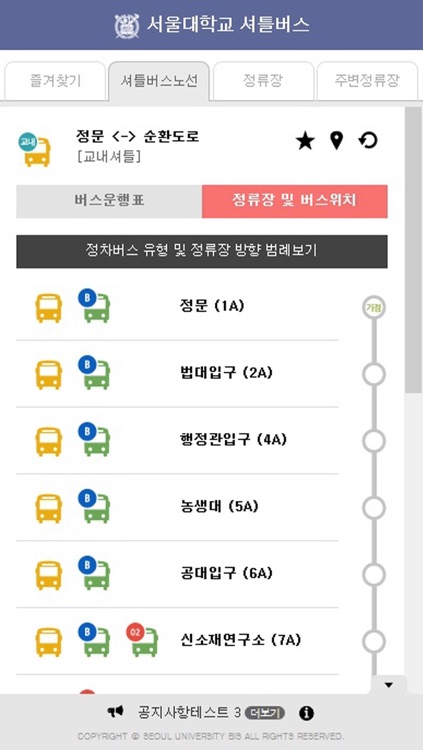 서울대학교 셔틀버스
즐겨찾기 셔틀버스노선 정류장 주변정류장
교내 정문 <-> 순환도로
[교내셔틀]
버스운행표 정류장 및 버스위치
정차버스 유형 및 정류장 방향 범례보기
B 정문 (1A) 기점
B 법대입구 (2A)
B 행정관입구 (4A)
B 농생대 (5A)
B 공대입구 (6A)
B 02 신소재연구소 (7A)
공지사항테스트 3 더보기
COPYRIGHT © SEOUL UNIVERSITY BIS ALL RIGHTS RESERVED.